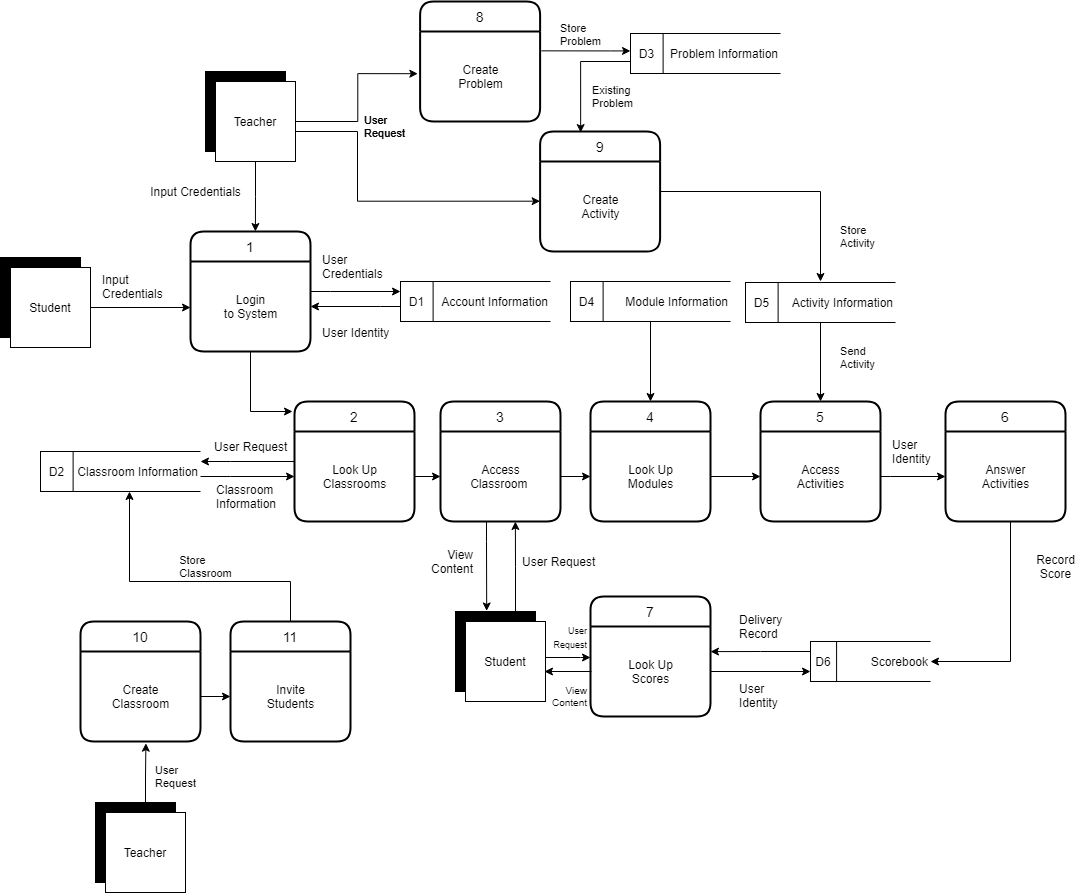 8
Create
Problem
Store
Problem
D3
Problem Information
Existing
Problem
Teacher
User
Request
9
Create
Activity
Input Credentials
Store
Activity
1
Login
to System
User
Credentials
Input
Credentials
Student
D1
Account Information
User Identity
D4
Module Information
D5
Activity Information
Send
Activity
2
Look Up
Classrooms
3
Access
Classroom
4
Look Up
Modules
5
Access
Activities
User
Identity
6
Answer
Activities
User Request
D2
Classroom Information
Classroom
Information
View
Content
User Request
Record
Score
Store
Classroom
7
Look Up
Scores
Student
User
Request
View
Content
Delivery
Record
D6
Scorebook
User
Identity
10
Create
Classroom
11
Invite
Students
User
Request
Teacher